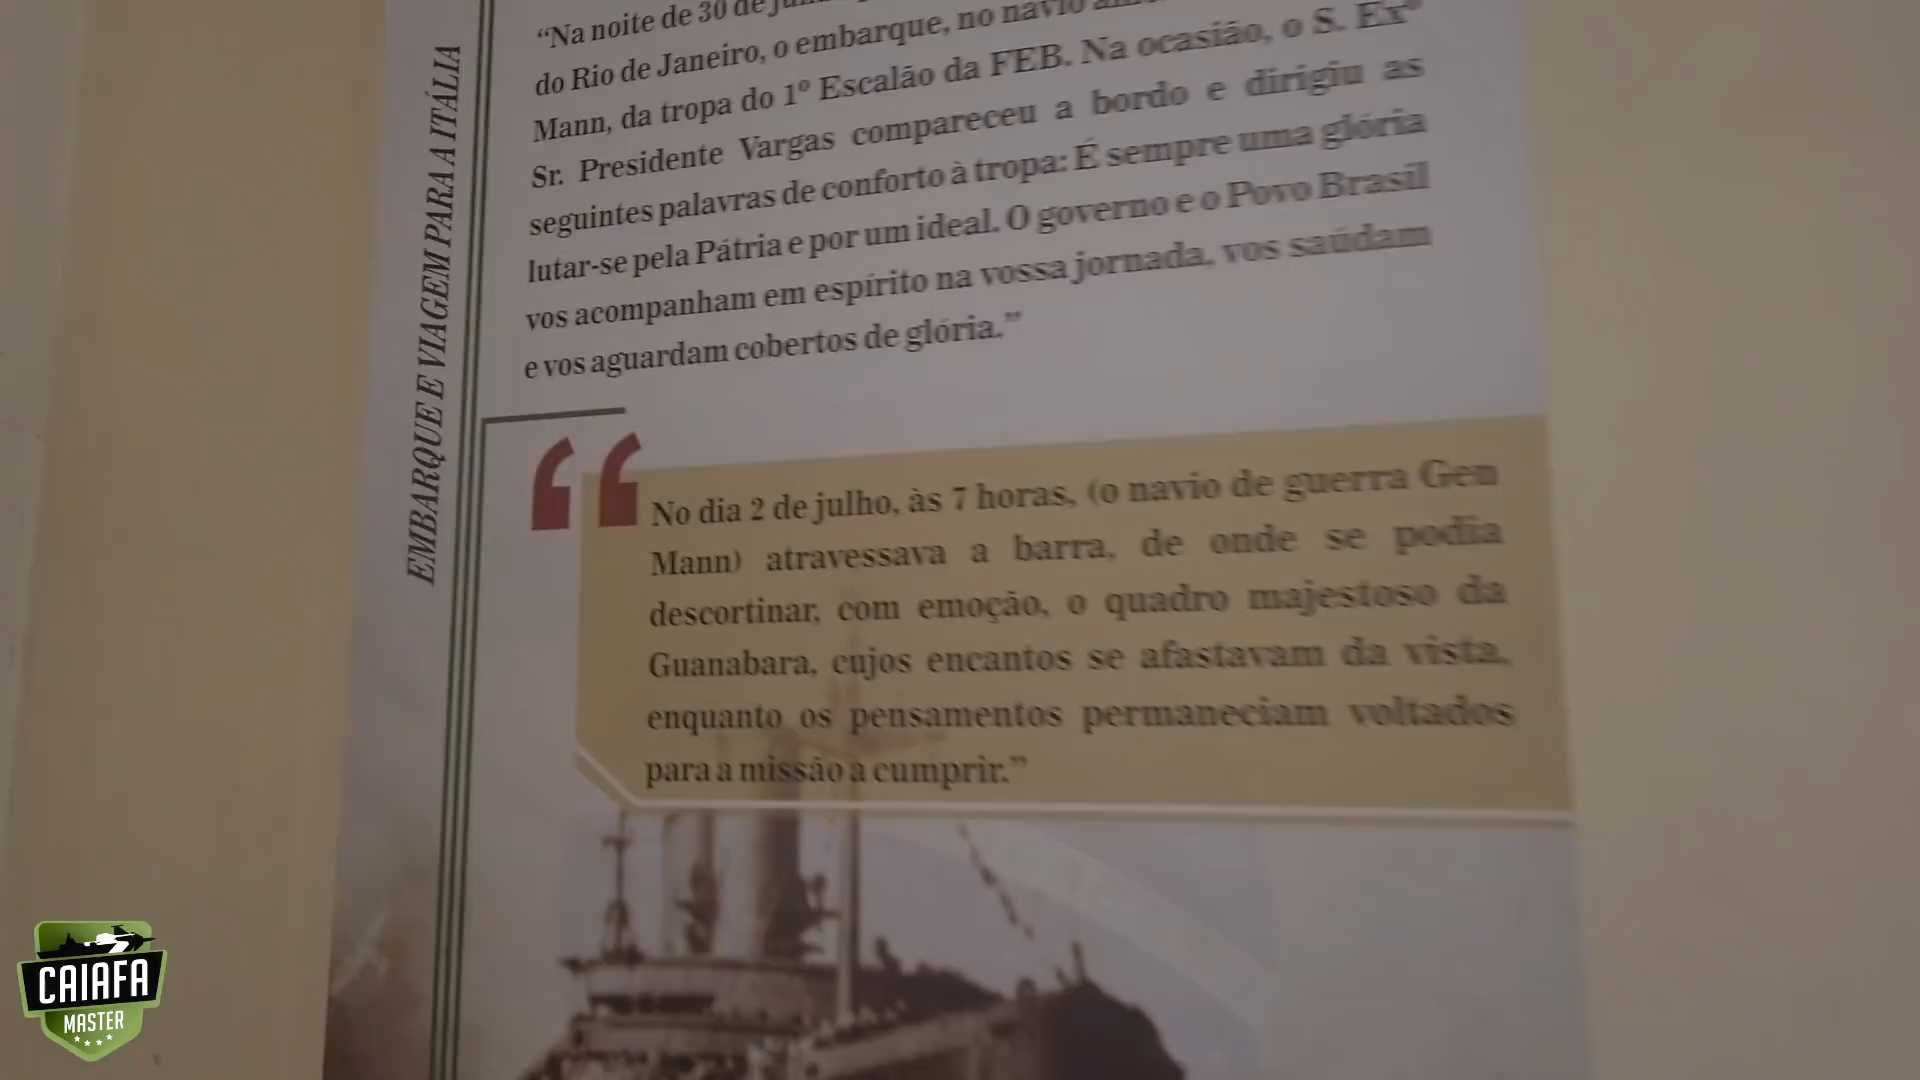 EMBARQUE E VIAGEM PARA A ITÁLIA
“Na noite de 30 de
do Rio de Janeiro, o embarque, no navio
Mann, da tropa do 1º Escalão da FEB. Na ocasião, o S. Exª
Sr. Presidente Vargas compareceu a bordo e dirigiu as
seguintes palavras de conforto à tropa: É sempre uma glória
lutar-se pela Pátria e por um ideal. O governo e o Povo Brasil
vos acompanham em espírito na vossa jornada, vos saúdam
e vos aguardam cobertos de glória.”
“
No dia 2 de julho, às 7 horas, (o navio de guerra Gen
Mann) atravessava a barra, de onde se podia
descortinar, com emoção, o quadro majestoso da
Guanabara, cujos encantos se afastavam da vista,
enquanto os pensamentos permaneciam voltados
para a missão a cumprir.”
CAIAFA
MASTER